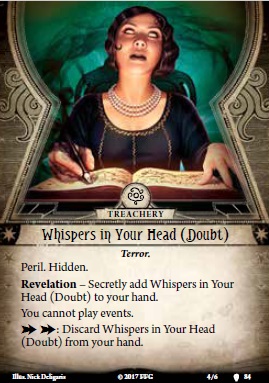 TREACHERY
Whispers in Your Head (Doubt)
Terror.
Peril. Hidden.
Revelation – Secretly add Whispers in Your
Head (Doubt) to your hand.
You cannot play events.
: Discard Whispers in Your Head
(Doubt) from your hand.
Illus. Nick Deligaris © 2017 FFG 4/6 84